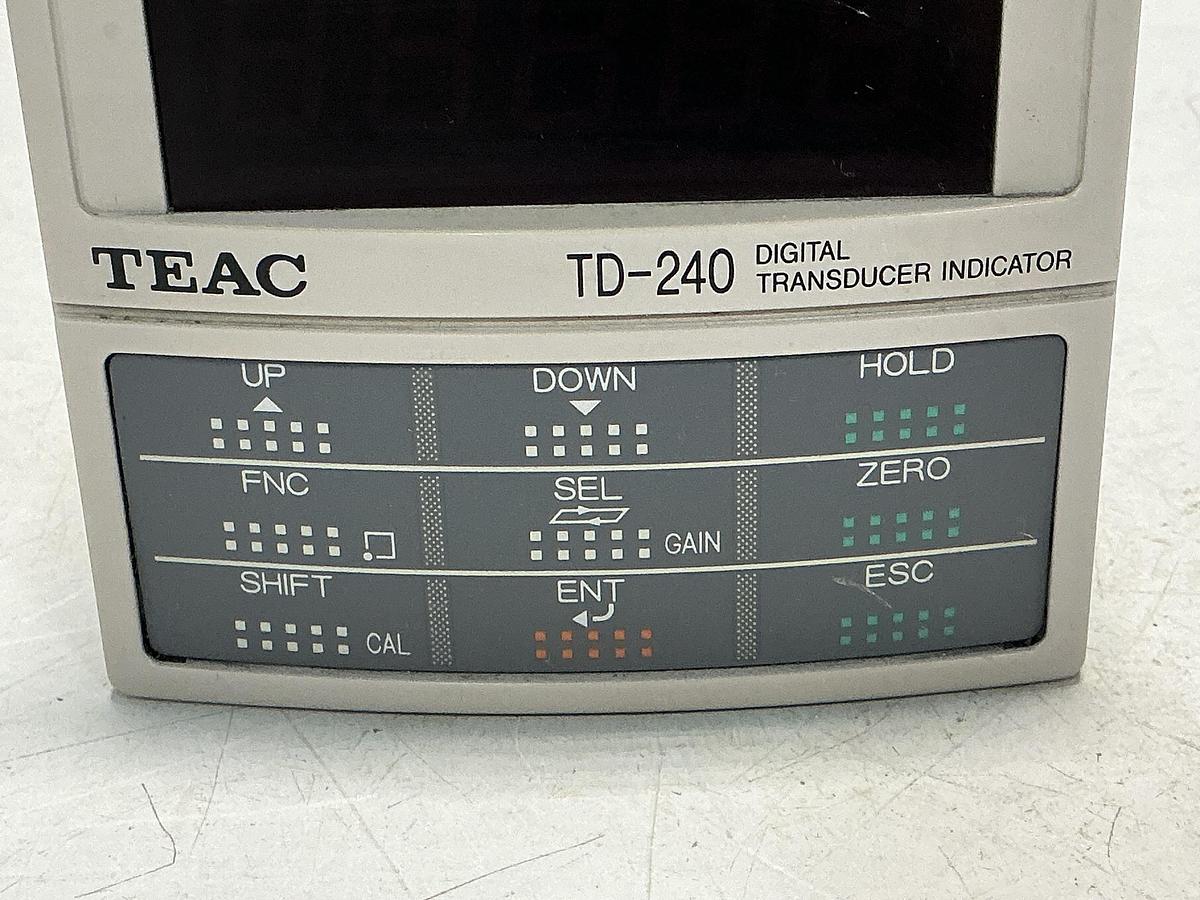 TEAC
TD-240
DIGITAL
TRANSDUCER INDICATOR
UP
DOWN
HOLD
FNC
SEL
GAIN
ZERO
SHIFT
CAL
ENT
ESC